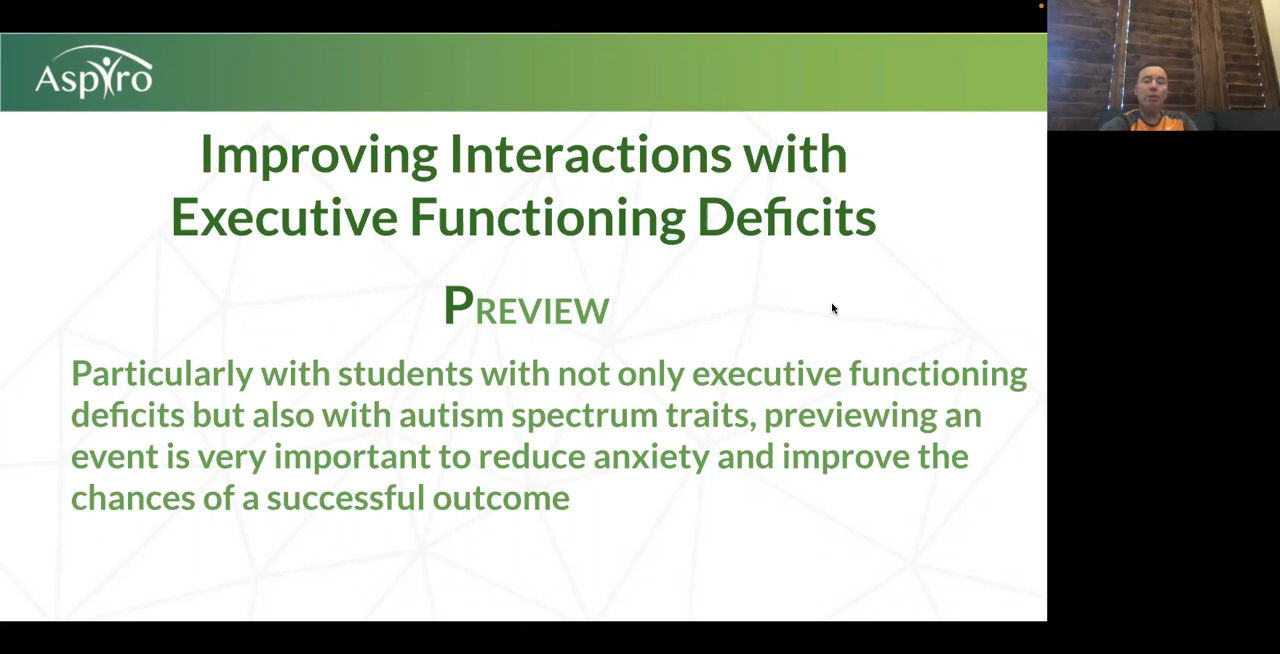 Aspiro
Improving Interactions with
Executive Functioning Deficits
PREVIEW
Particularly with students with not only executive functioning
deficits but also with autism spectrum traits, previewing an
event is very important to reduce anxiety and improve the
chances of a successful outcome